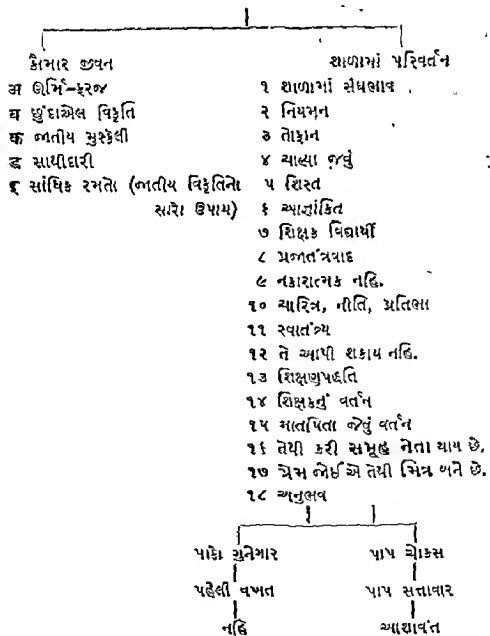 કૌમાર જીવન
अ ઊર્મિ-ફરજ
ब છુંદાએલ વિકૃતિ
क જાતીય મુશ્કેલી
ड સાથીદારી
इ સાંઘિક રમતો (જાતીય વિકૃતિનો
સારો ઉપાય)
શાળામાં પરિવર્તન
૧ શાળામાં સંઘભાવ
૨ નિયમન
૩ તોફાન
૪ ચાલ્યા જવું
૫ શિસ્ત
૬ આજ્ઞાંકિત
૭ શિક્ષક વિદ્યાર્થી
૮ પ્રજાતંત્રવાદ
૯ નકારાત્મક નહિ.
૧૦ ચારિત્ર, નીતિ, પ્રતિભા
૧૧ સ્વાતંત્ર્ય
૧૨ તે આપી શકાય નહિ.
૧૩ શિક્ષણપદ્ધતિ
૧૪ શિક્ષકનું વર્તન
૧૫ માતપિતા જેવું વર્તન
૧૬ તેથી કરી સમૂહ નેતા થાય છે.
૧૭ પ્રેમ જોઈએ તેથી મિત્ર બને છે.
૧૮ અનુભવ
પાકો ગુનેગાર
પહેલી વખત
નહિ
પાપ ચોકસ
પાપ સત્તાવાર
આશાવંત